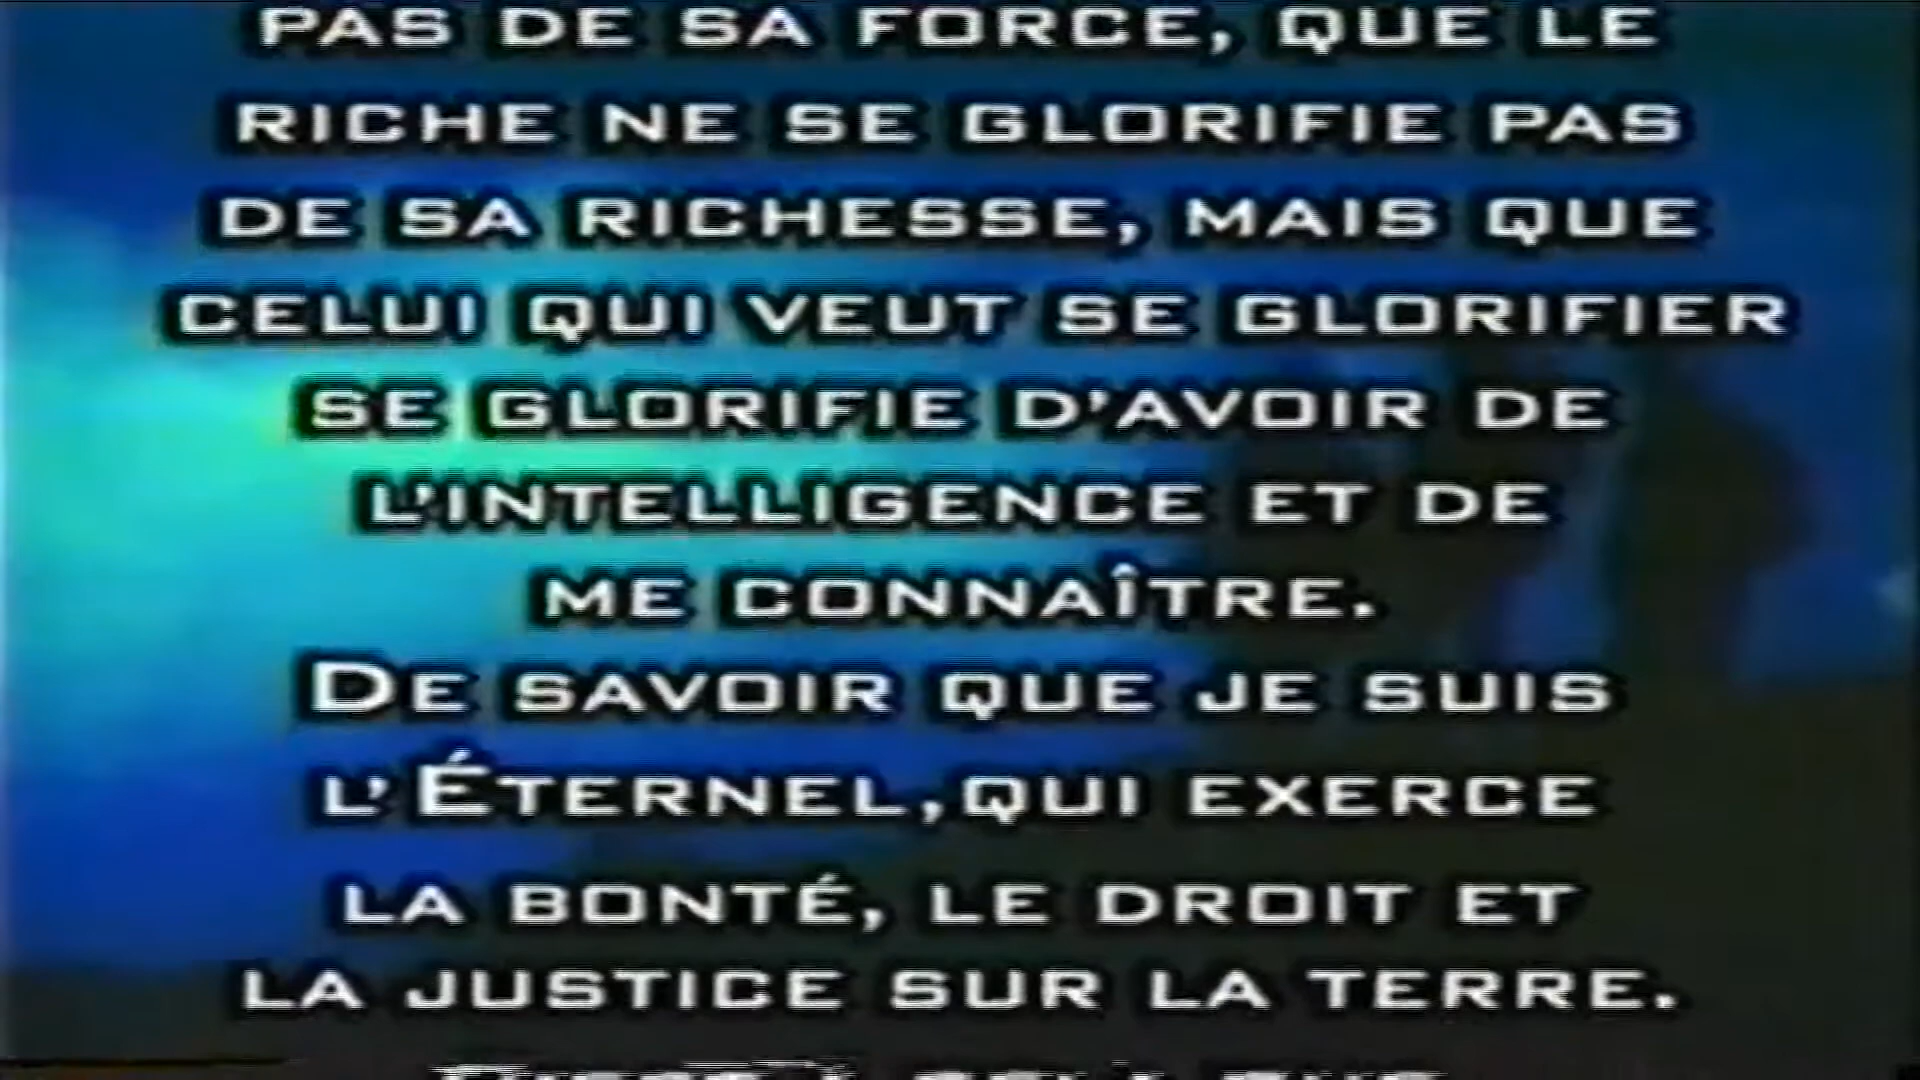 PAS DE SA FORCE, QUE LE
RICHE NE SE GLORIFIE PAS
DE SA RICHESSE, MAIS QUE
CELUI QUI VEUT SE GLORIFIER
SE GLORIFIE D'AVOIR DE
L'INTELLIGENCE ET DE
ME CONNAÎTRE.
DE SAVOIR QUE JE SUIS
L'ÉTERNEL,QUI EXERCE
LA BONTÉ, LE DROIT ET
LA JUSTICE SUR LA TERRE.